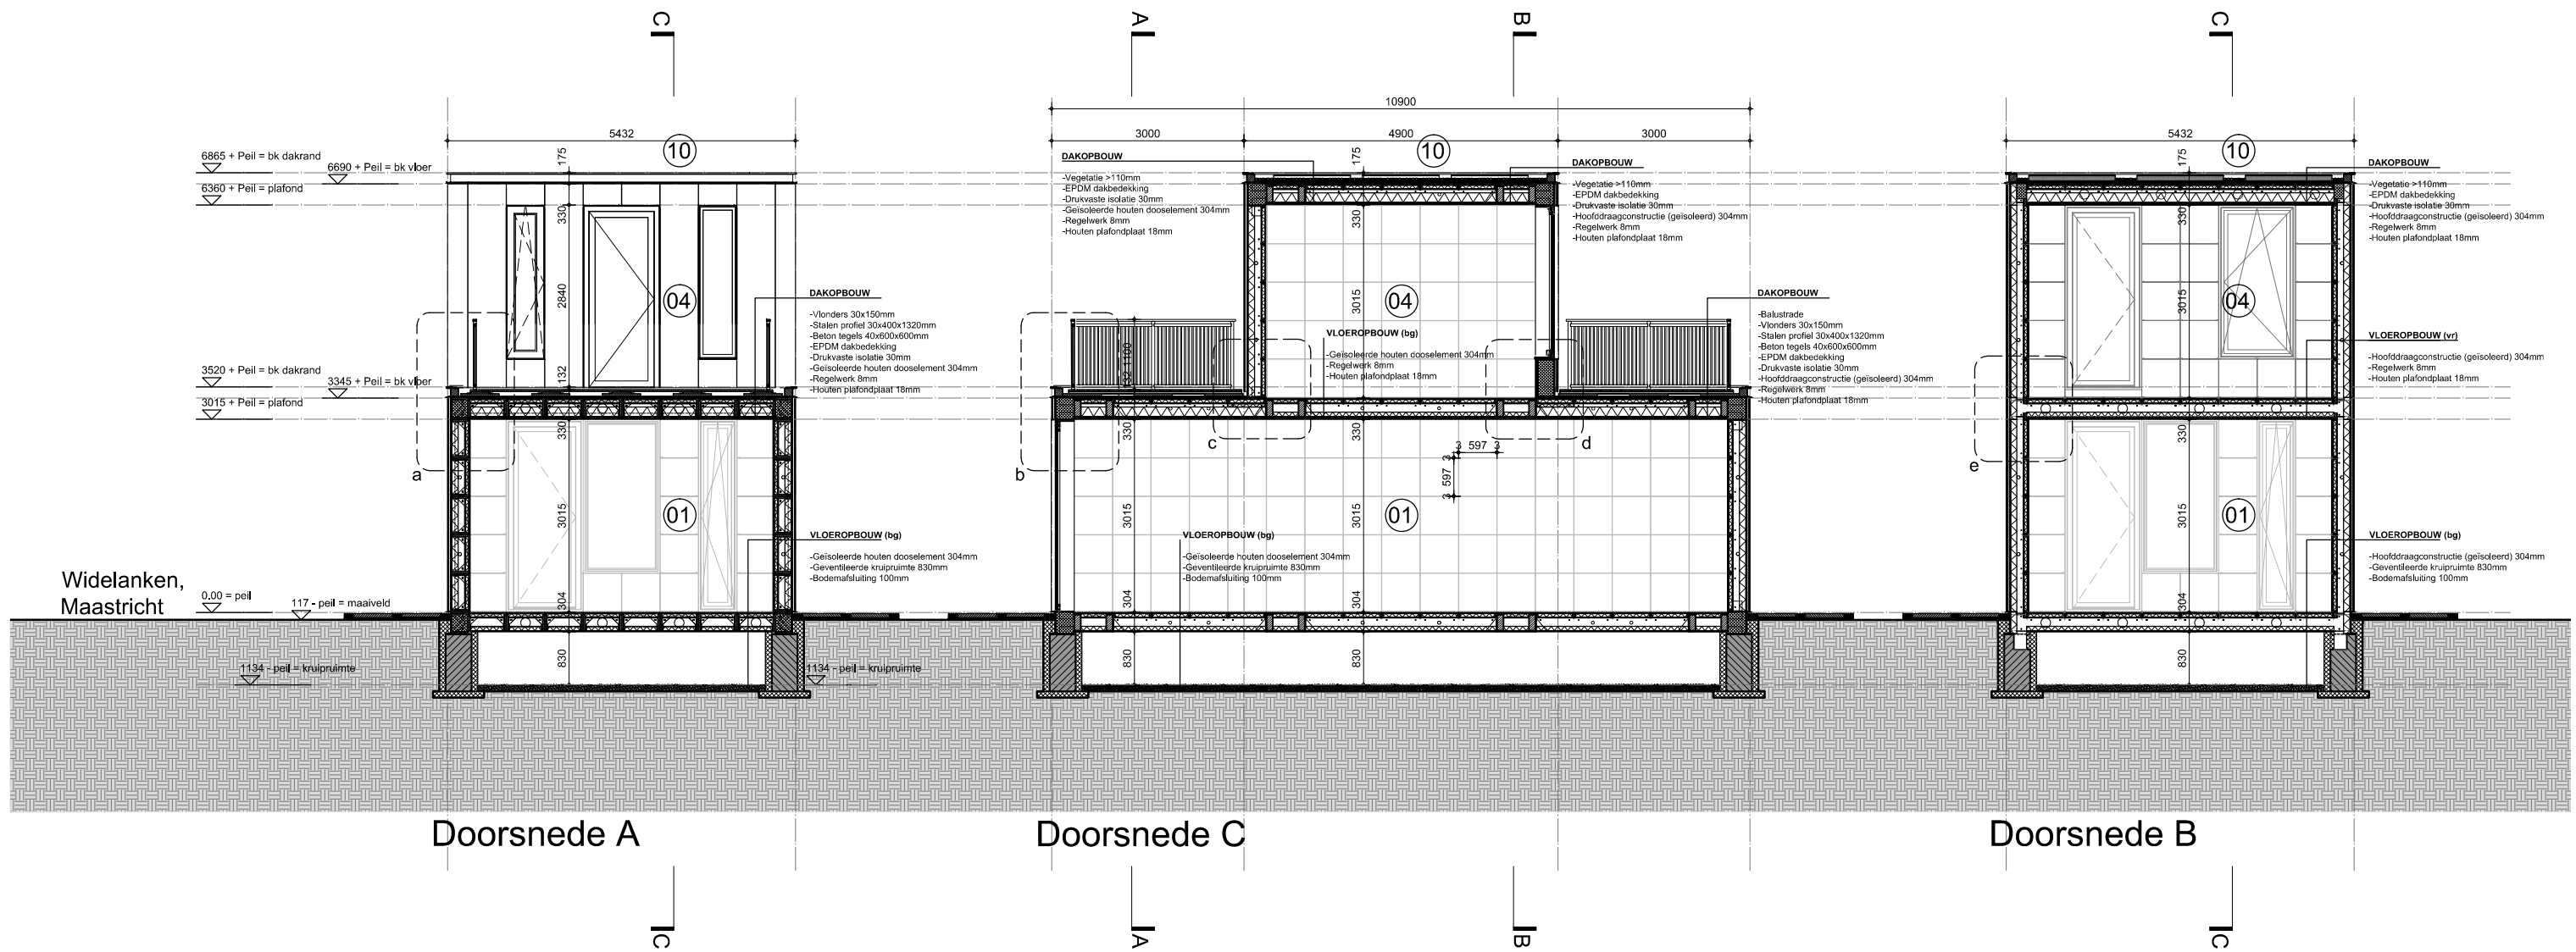 C
A
B
C
5432
10
6865 + Peil = bk dakrand
6690 + Peil = bk vloer
6360 + Peil = plafond
175
330
2840
04
132
3520 + Peil = bk dakrand
3345 + Peil = bk vloer
3015 + Peil = plafond
330
a
3015
01
304
830
DAKOPBOUW
-Vlonders 30x150mm
-Stalen profiel 30x400x1320mm
-Beton tegels 40x600x600mm
-EPDM dakbedekking
-Drukvaste isolatie 30mm
-Geïsoleerde houten dooselement 304mm
-Regelwerk 8mm
-Houten plafondplaat 18mm
VLOEROPBOUW (bg)
-Geïsoleerde houten dooselement 304mm
-Geventileerde kruipruimte 830mm
-Bodemafsluiting 100mm
Widelanken,
Maastricht
0.00 = peil
117 - peil = maaiveld
1134 - peil = kruipruimte
1134 - peil = kruipruimte
Doorsnede A
10900
3000
4900
3000
10
DAKOPBOUW
-Vegetatie >110mm
-EPDM dakbedekking
-Drukvaste isolatie 30mm
-Geïsoleerde houten dooselement 304mm
-Regelwerk 8mm
-Houten plafondplaat 18mm
175
330
3015
04
DAKOPBOUW
-Vegetatie >110mm
-EPDM dakbedekking
-Drukvaste isolatie 30mm
-Hoofddraagconstructie (geïsoleerd) 304mm
-Regelwerk 8mm
-Houten plafondplaat 18mm
VLOEROPBOUW (bg)
-Geïsoleerde houten dooselement 304mm
-Regelwerk 8mm
-Houten plafondplaat 18mm
1100
132
b
c
d
330
330
3 597 3
3 597 3
3015
3015
01
304
304
830
830
VLOEROPBOUW (bg)
-Geïsoleerde houten dooselement 304mm
-Geventileerde kruipruimte 830mm
-Bodemafsluiting 100mm
DAKOPBOUW
-Balustrade
-Vlonders 30x150mm
-Stalen profiel 30x400x1320mm
-Beton tegels 40x600x600mm
-EPDM dakbedekking
-Drukvaste isolatie 30mm
-Hoofddraagconstructie (geïsoleerd) 304mm
-Regelwerk 8mm
-Houten plafondplaat 18mm
Doorsnede C
5432
10
175
330
3015
04
e
330
3015
01
304
830
DAKOPBOUW
-Vegetatie >110mm
-EPDM dakbedekking
-Drukvaste isolatie 30mm
-Hoofddraagconstructie (geïsoleerd) 304mm
-Regelwerk 8mm
-Houten plafondplaat 18mm
VLOEROPBOUW (vr)
-Hoofddraagconstructie (geïsoleerd) 304mm
-Regelwerk 8mm
-Houten plafondplaat 18mm
VLOEROPBOUW (bg)
-Hoofddraagconstructie (geïsoleerd) 304mm
-Geventileerde kruipruimte 830mm
-Bodemafsluiting 100mm
Doorsnede B
C
A
B
C